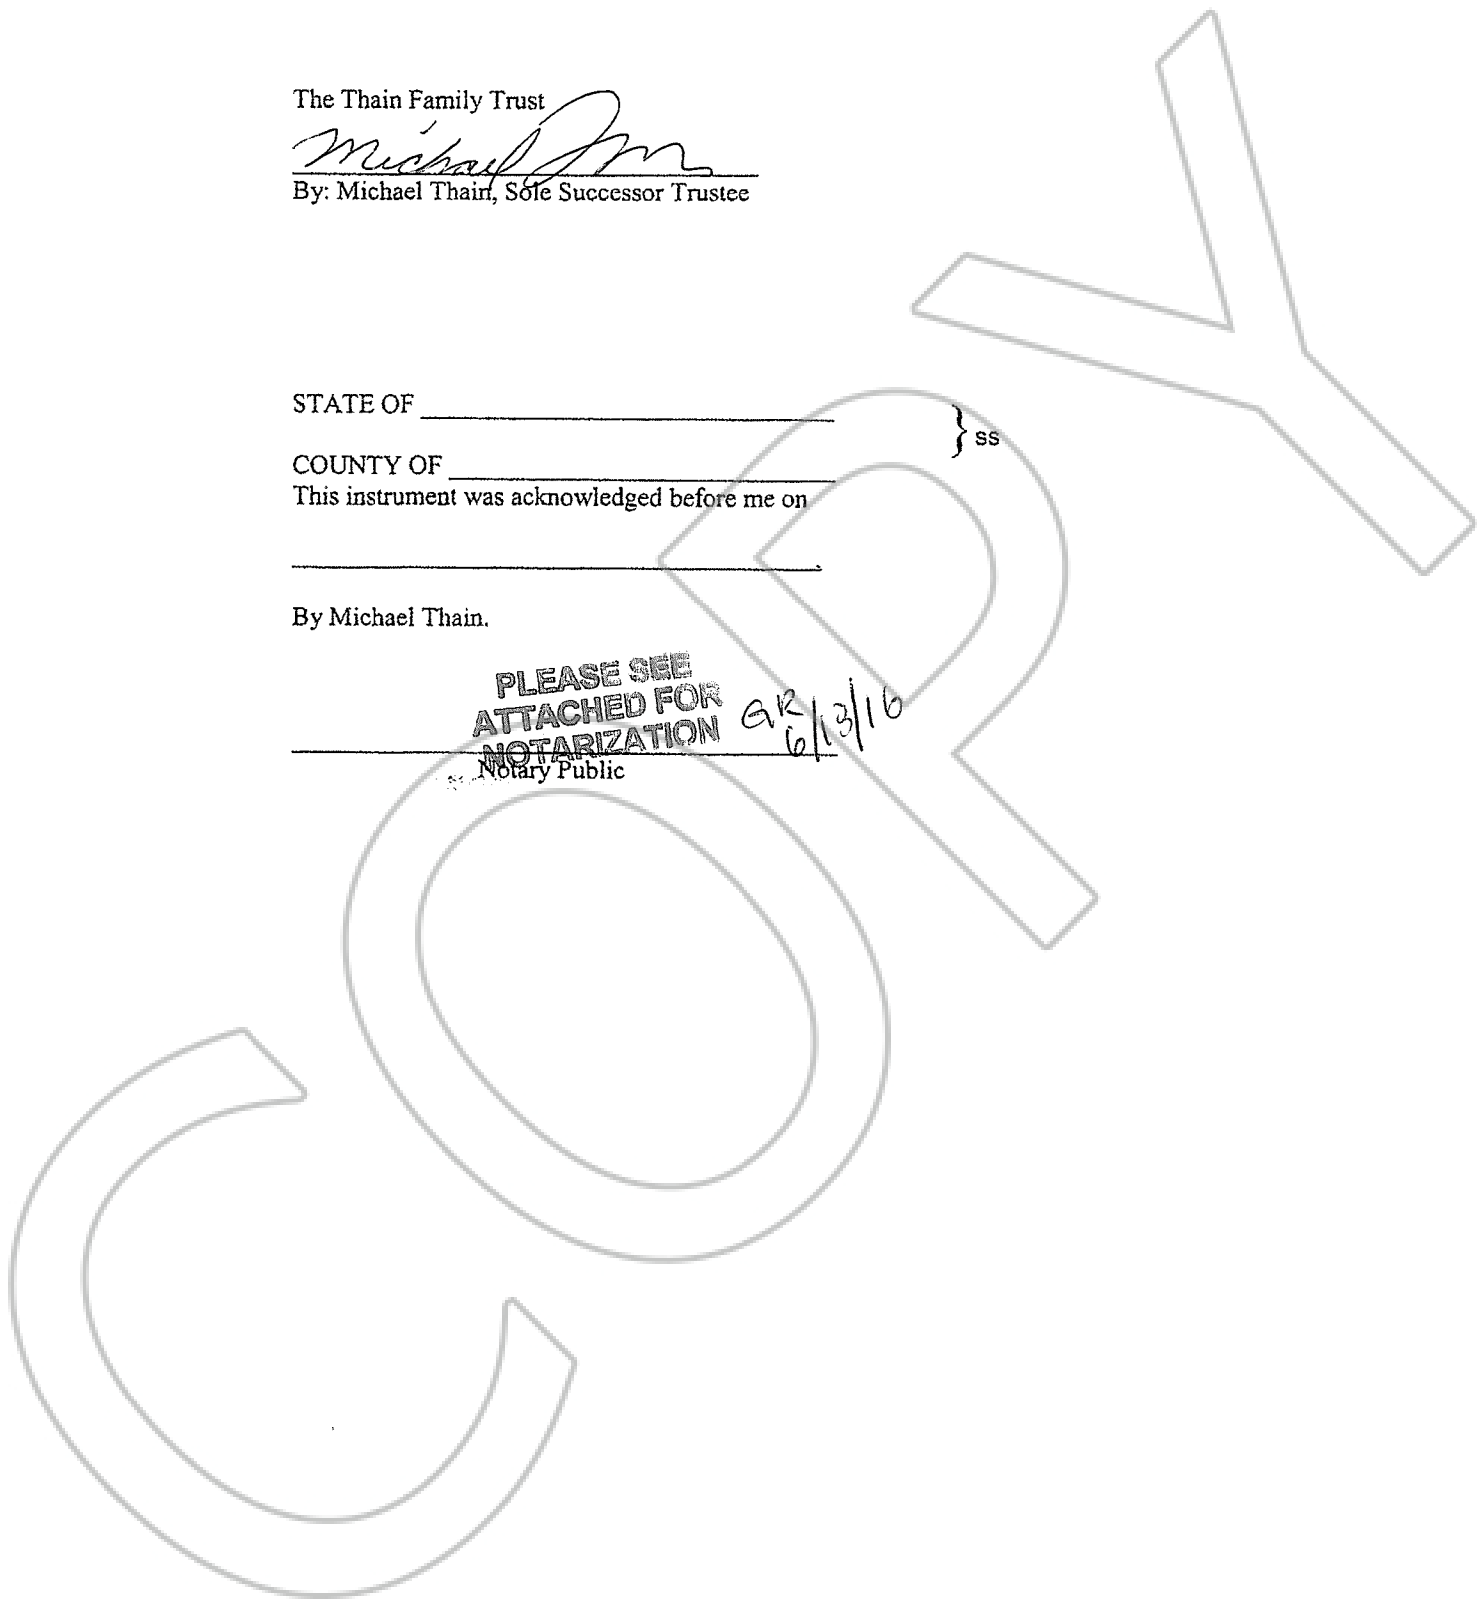 The Thain Family Trust
Michael
By: Michael Thain, Sole Successor Trustee
STATE OF
} ss
COUNTY OF
This instrument was acknowledged before me on
.
By Michael Thain.
PLEASE SEE
ATTACHED FOR
NOTARIZATION
GR
6/13/16
Notary Public
COPY